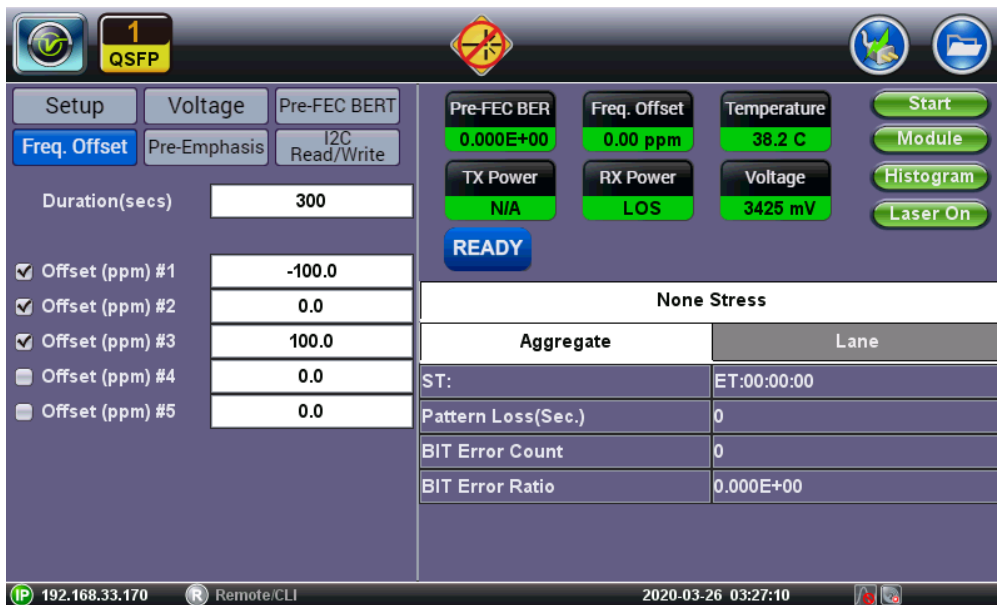 1
QSFP
Setup
Voltage
Pre-FEC BERT
Freq. Offset
Pre-Emphasis
I2C
Read/Write
Duration(secs) 300
Offset (ppm) #1 -100.0
Offset (ppm) #2 0.0
Offset (ppm) #3 100.0
Offset (ppm) #4 0.0
Offset (ppm) #5 0.0
Pre-FEC BER
0.000E+00
Freq. Offset
0.00 ppm
Temperature
38.2 C
TX Power
N/A
RX Power
LOS
Voltage
3425 mV
Start
Module
Histogram
Laser On
READY
None Stress
Aggregate Lane
ST: ET:00:00:00
Pattern Loss(Sec.) 0
BIT Error Count 0
BIT Error Ratio 0.000E+00
IP 192.168.33.170 R Remote/CLI 2020-03-26 03:27:10